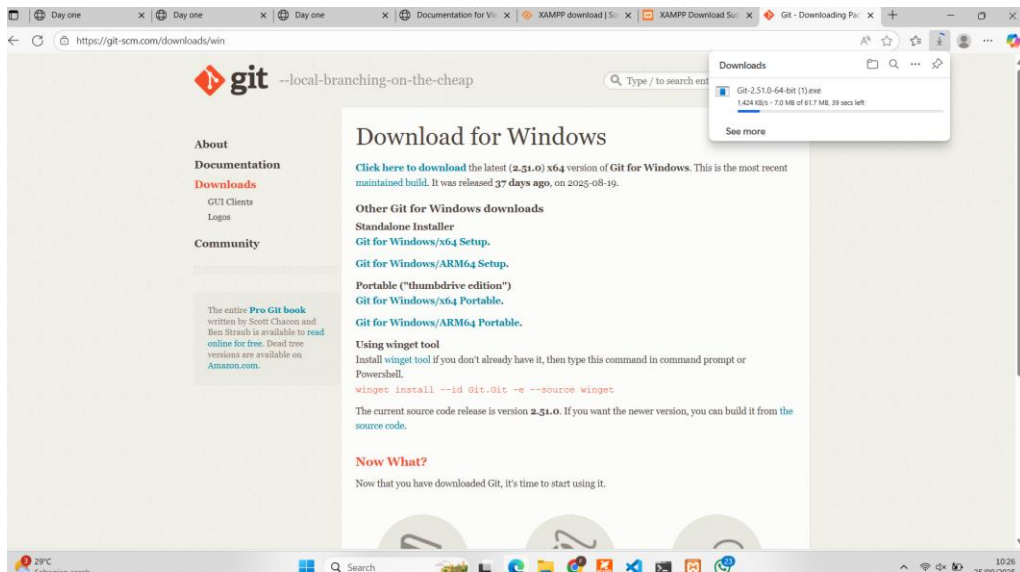 Day one
Day one
Day one
Documentation for Vis
XAMPP download | So
XAMPP Download Suc
Git - Downloading Pac
https://git-scm.com/downloads/win
git --local-branching-on-the-cheap
Type / to search ent
Downloads
Git-2.51.0-64-bit (1).exe
1,424 KB/s - 7.0 MB of 61.7 MB, 39 secs left
See more
About
Documentation
Downloads
GUI Clients
Logos
Community
The entire Pro Git book
written by Scott Chacon and
Ben Straub is available to read
online for free. Dead tree
versions are available on
Amazon.com.
Download for Windows
Click here to download the latest (2.51.0) x64 version of Git for Windows. This is the most recent
maintained build. It was released 37 days ago, on 2025-08-19.
Other Git for Windows downloads
Standalone Installer
Git for Windows/x64 Setup.
Git for Windows/ARM64 Setup.
Portable ("thumbdrive edition")
Git for Windows/x64 Portable.
Git for Windows/ARM64 Portable.
Using winget tool
Install winget tool if you don't already have it, then type this command in command prompt or
Powershell.
winget install --id Git.Git -e --source winget
The current source code release is version 2.51.0. If you want the newer version, you can build it from the
source code.
Now What?
Now that you have downloaded Git, it's time to start using it.
3
29°C
Search
23
10:26